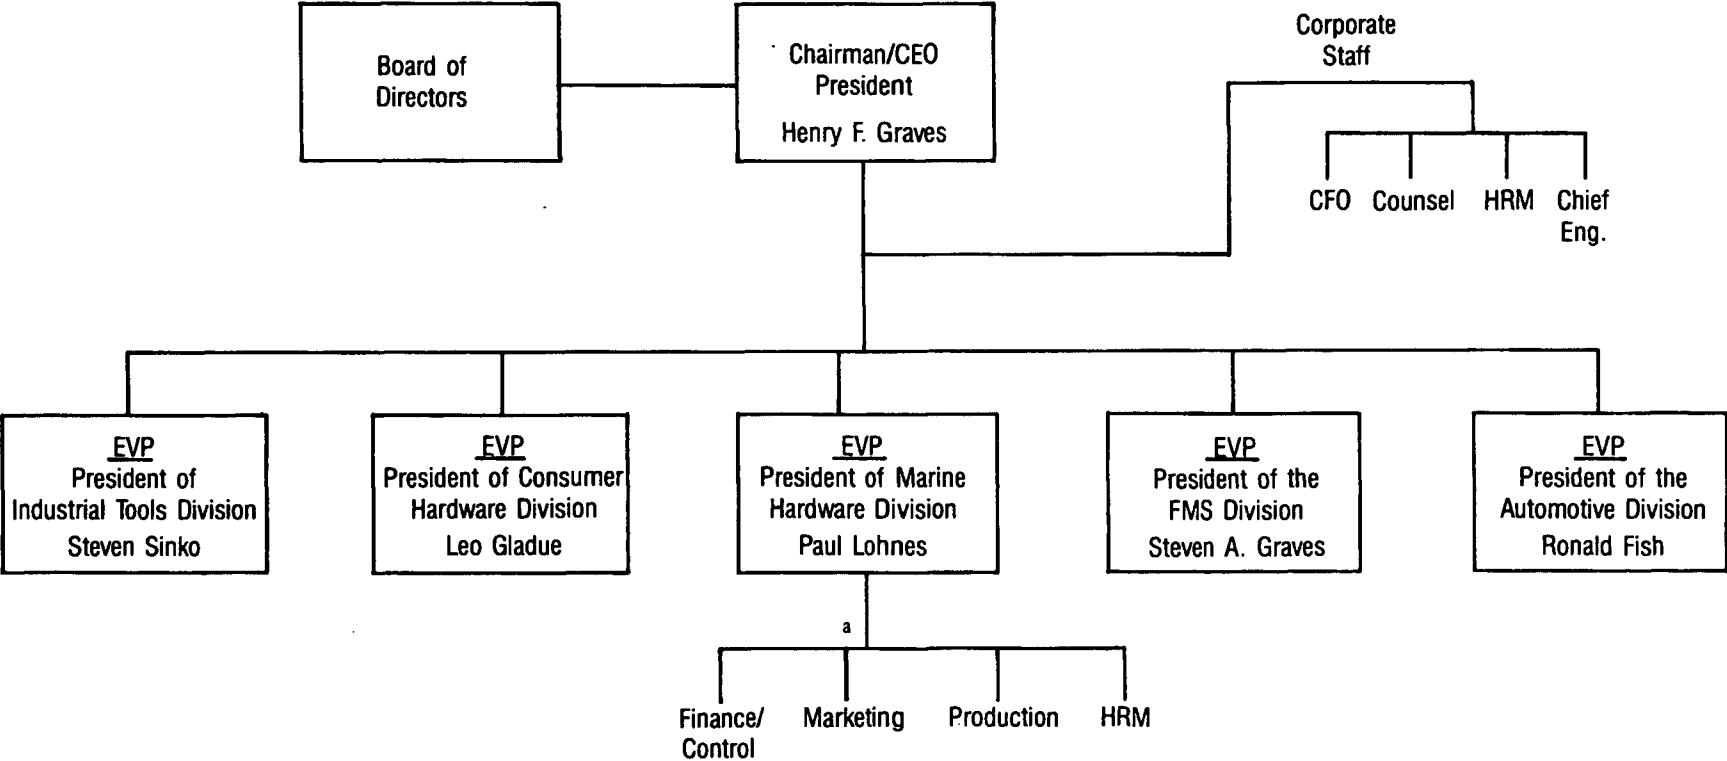 Board of
Directors
Chairman/CEO
President
Henry F. Graves
Corporate
Staff
CFO
Counsel
HRM
Chief
Eng.
EVP
President of
Industrial Tools Division
Steven Sinko
EVP
President of Consumer
Hardware Division
Leo Gladue
EVP
President of Marine
Hardware Division
Paul Lohnes
EVP
President of the
FMS Division
Steven A. Graves
EVP
President of the
Automotive Division
Ronald Fish
a
Finance/
Control
Marketing
Production
HRM